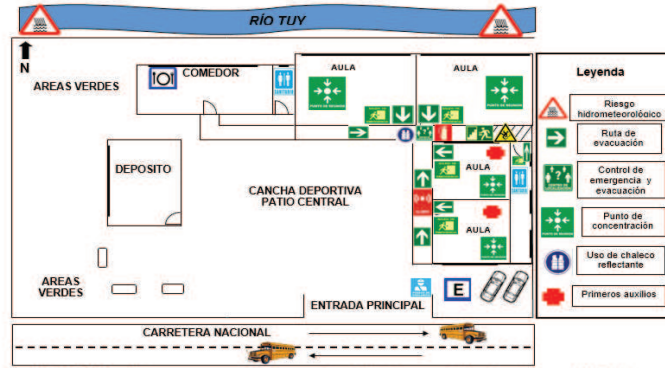 RÍO TUY
N
AREAS VERDES
COMEDOR
AULA
AULA
DEPOSITO
CANCHA DEPORTIVA
PATIO CENTRAL
AULA
AULA
AREAS
VERDES
E
ENTRADA PRINCIPAL
CARRETERA NACIONAL
Leyenda
Riesgo
hidrometeorológico
Ruta de
evacuación
Control de
emergencia y
evacuación
Punto de
concentración
Uso de chaleco
reflectante
Primeros auxilios